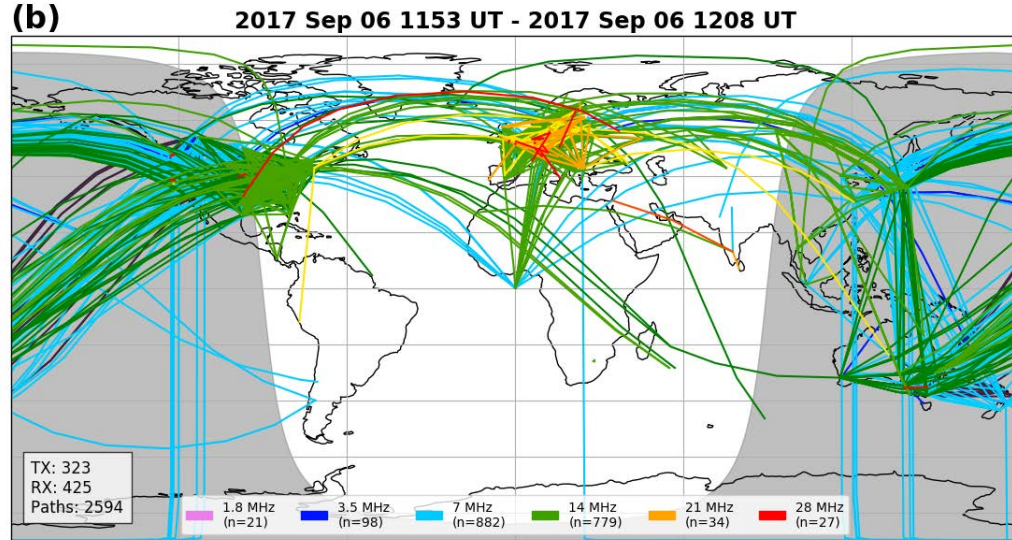 (b)
2017 Sep 06 1153 UT - 2017 Sep 06 1208 UT
TX: 323
RX: 425
Paths: 2594
1.8 MHz
(n=21)
3.5 MHz
(n=98)
7 MHz
(n=882)
14 MHz
(n=779)
21 MHz
(n=34)
28 MHz
(n=27)